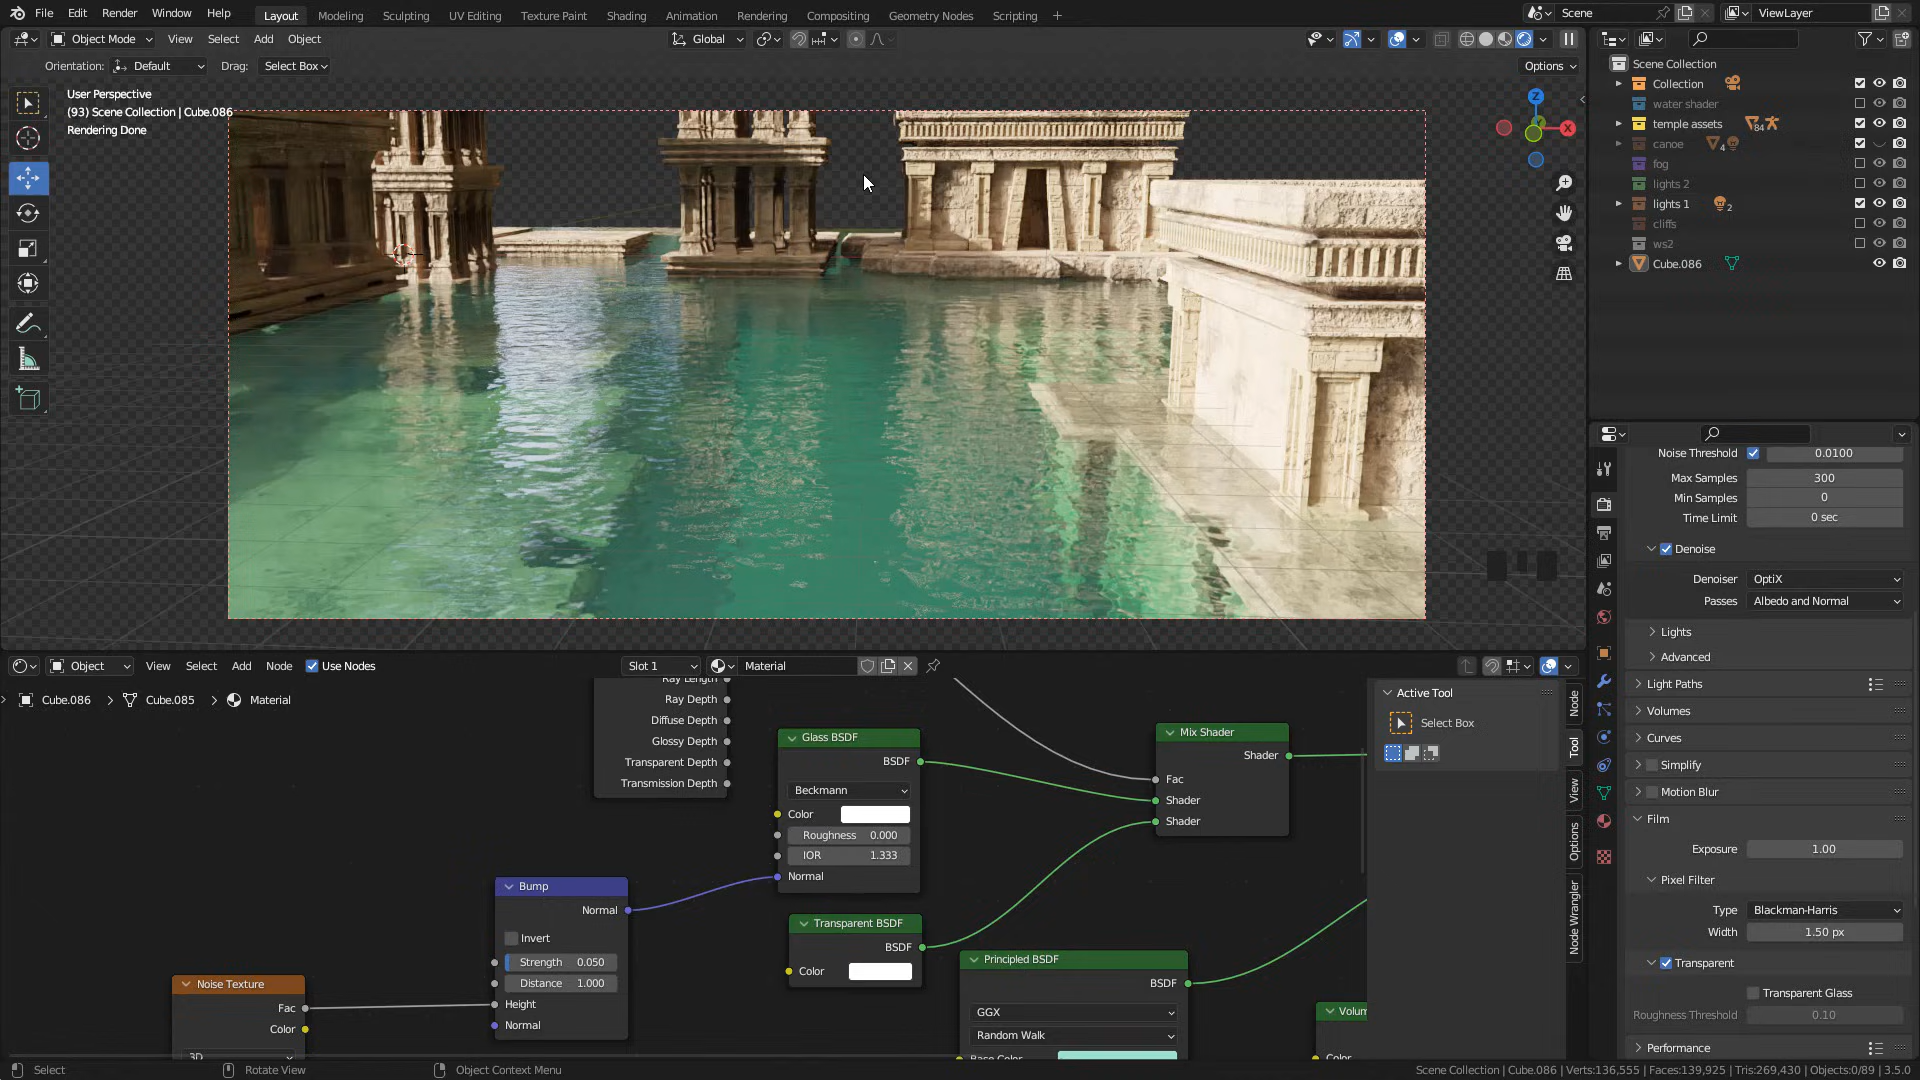 File Edit Render Window Help Layout Modeling Sculpting UV Editing Texture Paint Shading Animation Rendering Compositing Geometry Nodes Scripting + Scene ViewLayer
Object Mode View Select Add Object Global
Orientation: Default Drag: Select Box Options
User Perspective
(93) Scene Collection | Cube.086
Rendering Done
Z
X
Scene Collection
Collection
water shader
temple assets 84
canoe 4
fog
lights 2
lights 1 2
cliffs
ws2
Cube.086
Noise Threshold 0.0100
Max Samples 300
Min Samples 0
Time Limit 0 sec
Denoise
Denoiser OptiX
Passes Albedo and Normal
Lights
Advanced
Light Paths
Volumes
Curves
Simplify
Motion Blur
Film
Exposure 1.00
Pixel Filter
Type Blackman-Harris
Width 1.50 px
Transparent
Transparent Glass
Roughness Threshold 0.10
Performance
Object View Select Add Node Use Nodes Slot 1 Material
Cube.086 > Cube.085 > Material
Ray Length
Ray Depth
Diffuse Depth
Glossy Depth
Transparent Depth
Transmission Depth
Glass BSDF
BSDF
Beckmann
Color
Roughness 0.000
IOR 1.333
Normal
Mix Shader
Shader
Fac
Shader
Shader
Active Tool
Select Box
Node
Tool
View
Options
Node Wrangler
Bump
Normal
Invert
Strength 0.050
Distance 1.000
Height
Normal
Transparent BSDF
BSDF
Color
Principled BSDF
BSDF
GGX
Random Walk
Base Color
Noise Texture
Fac
Color
3D
Volum
Color
Select Rotate View Object Context Menu Scene Collection | Cube.086 | Verts:136,555 | Faces:139,925 | Tris:269,430 | Objects:0/89 | 3.5.0